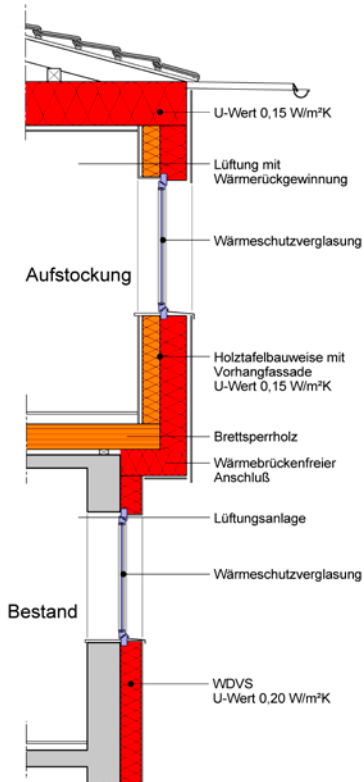 U-Wert 0,15 W/m²K
Lüftung mit
Wärmerückgewinnung
Wärmeschutzverglasung
Aufstockung
Holztafelbauweise mit
Vorhangfassade
U-Wert 0,15 W/m²K
Brettsperrholz
Wärmebrückenfreier
Anschluß
Lüftungsanlage
Wärmeschutzverglasung
Bestand
WDVS
U-Wert 0,20 W/m²K